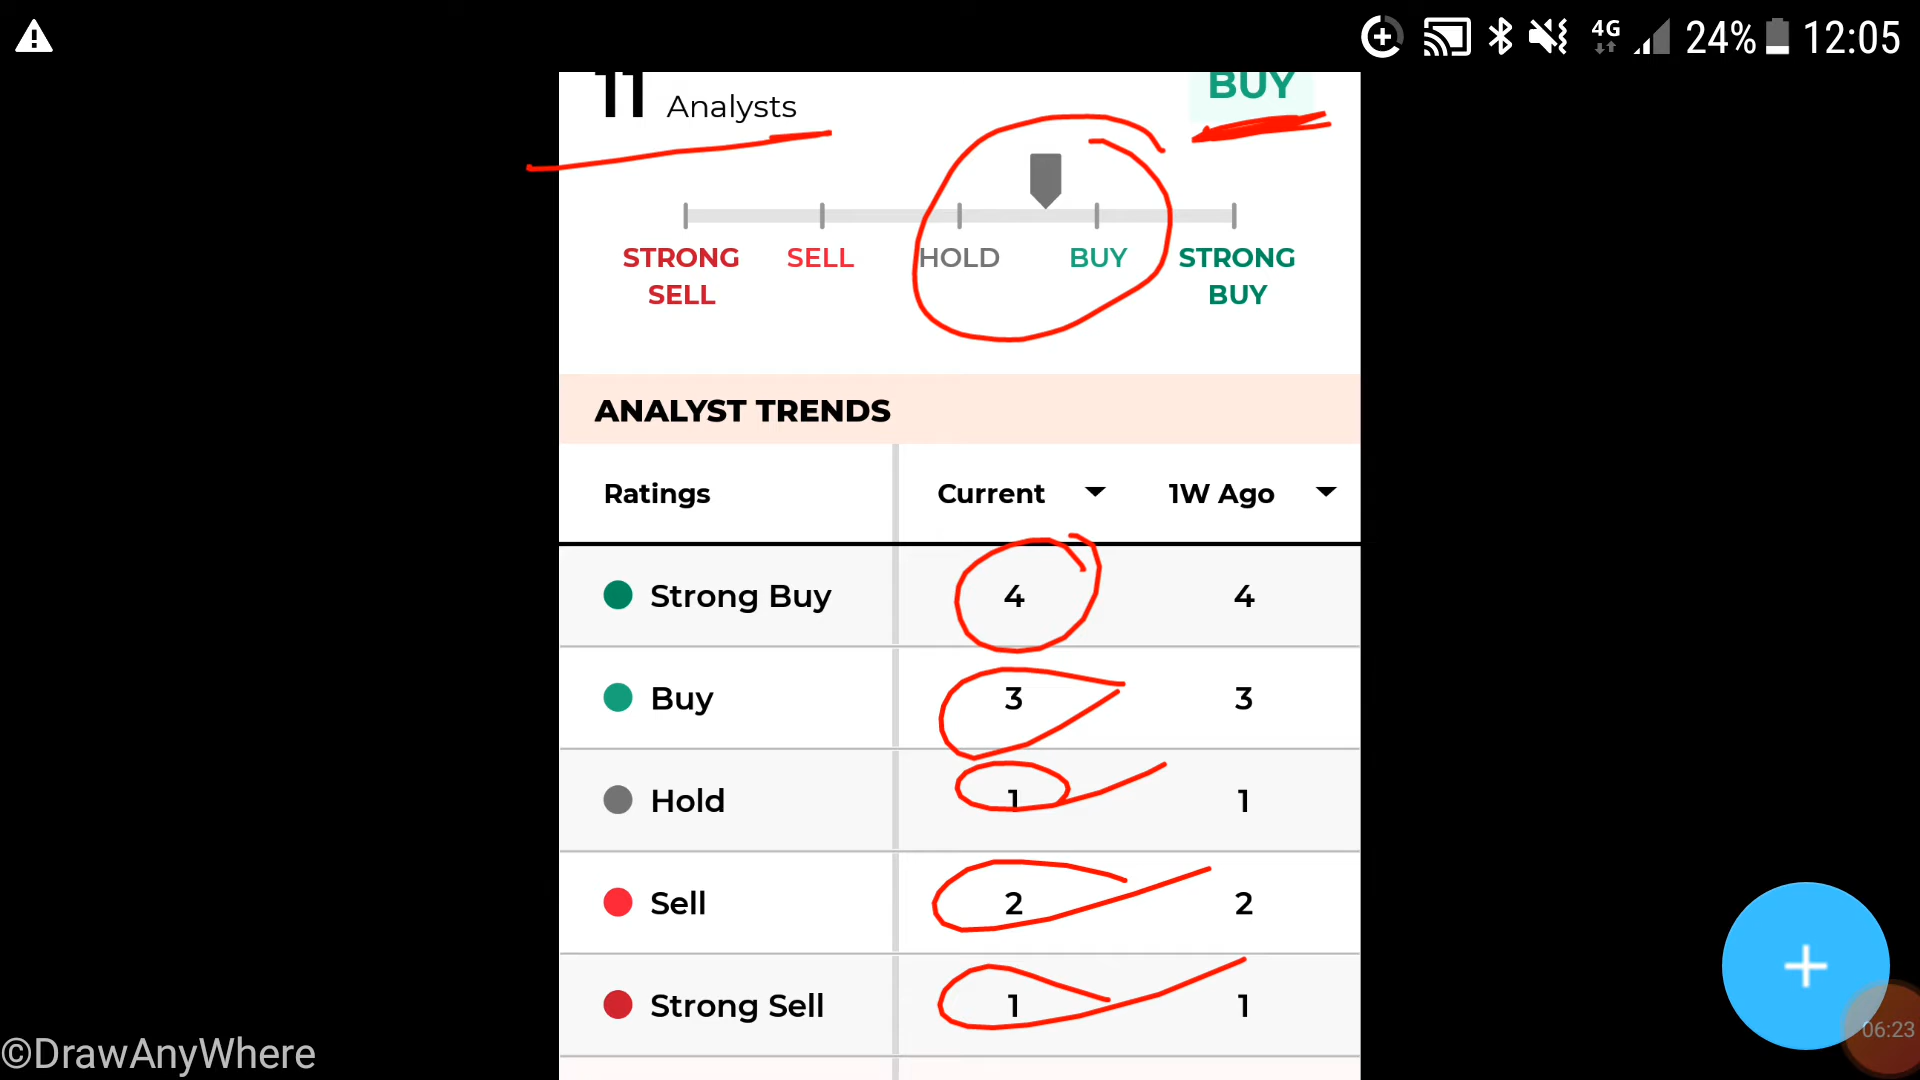 4G 24% 12:05
11 Analysts BUY
STRONG SELL SELL HOLD BUY STRONG BUY
ANALYST TRENDS
Ratings Current 1W Ago
Strong Buy 4 4
Buy 3 3
Hold 1 1
Sell 2 2
Strong Sell 1 1
06:23
©DrawAnyWhere